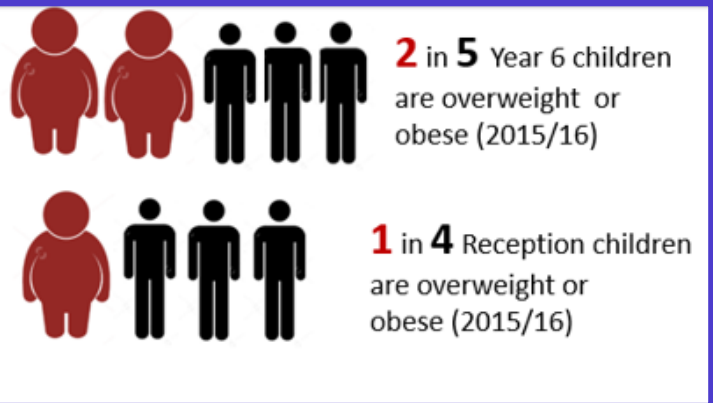 2 in 5 Year 6 children
are overweight or
obese (2015/16)
1 in 4 Reception children
are overweight or
obese (2015/16)